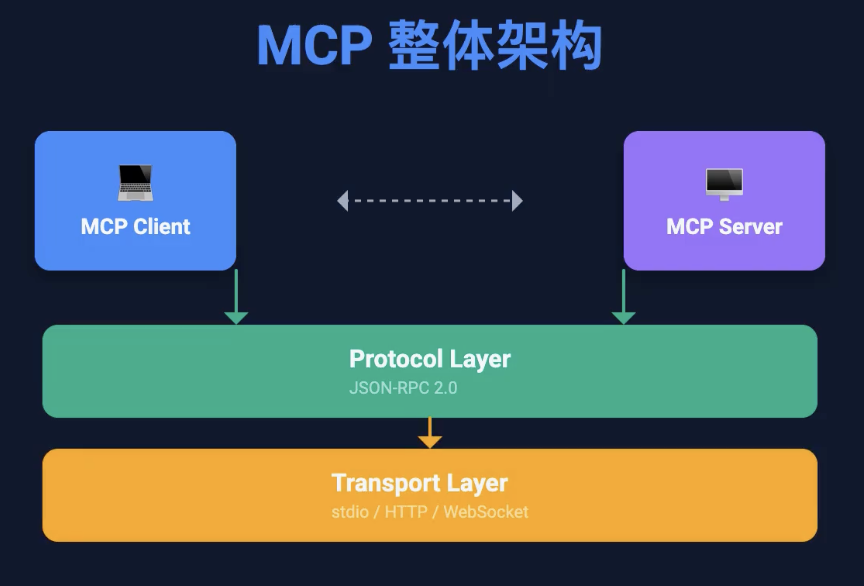 MCP 整体架构
MCP Client
MCP Server
Protocol Layer
JSON-RPC 2.0
Transport Layer
stdio / HTTP / WebSocket